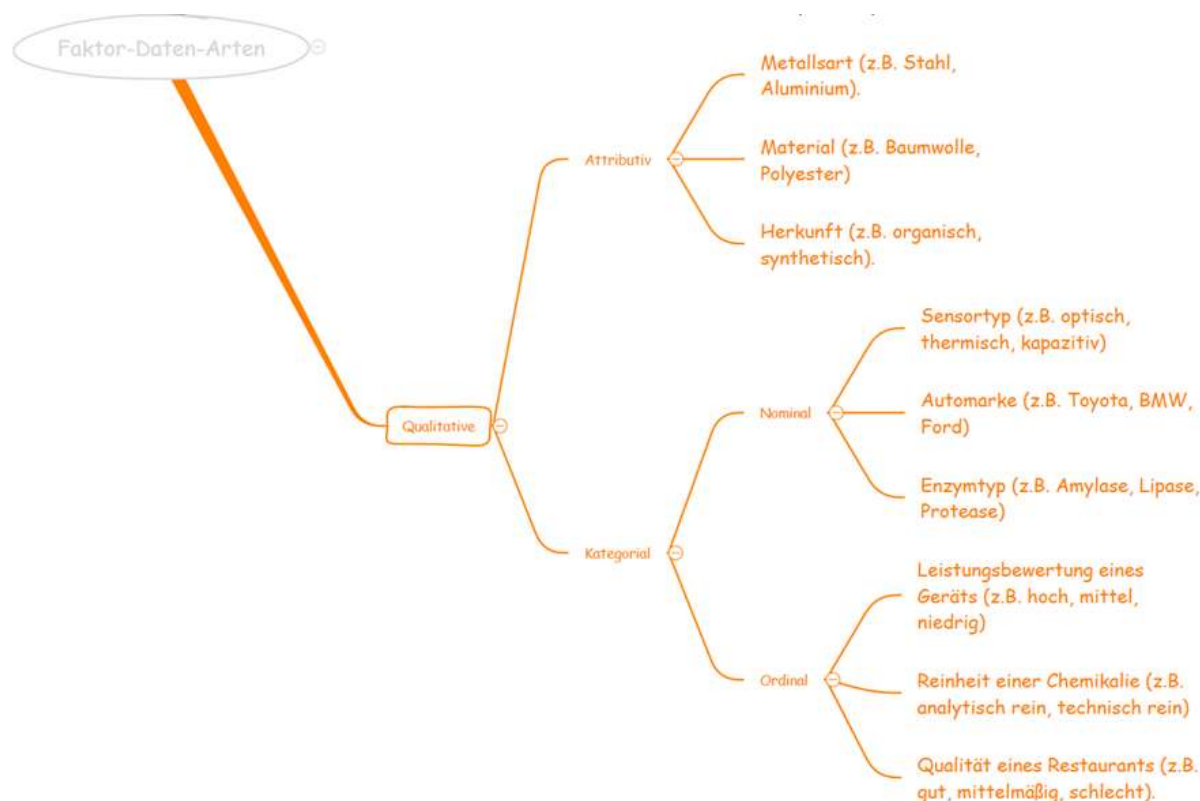 Faktor-Daten-Arten
Metallsart (z.B. Stahl,
Aluminium).
Material (z.B. Baumwolle,
Polyester)
Attributiv
Herkunft (z.B. organisch,
synthetisch).
Sensortyp (z.B. optisch,
thermisch, kapazitiv)
Qualitative
Nominal
Automarke (z.B. Toyota, BMW,
Ford)
Enzymtyp (z.B. Amylase, Lipase,
Protease)
Kategorial
Leistungsbewertung eines
Geräts (z.B. hoch, mittel,
niedrig)
Ordinal
Reinheit einer Chemikalie (z.B.
analytisch rein, technisch rein)
Qualität eines Restaurants (z.B.
gut, mittelmäßig, schlecht).